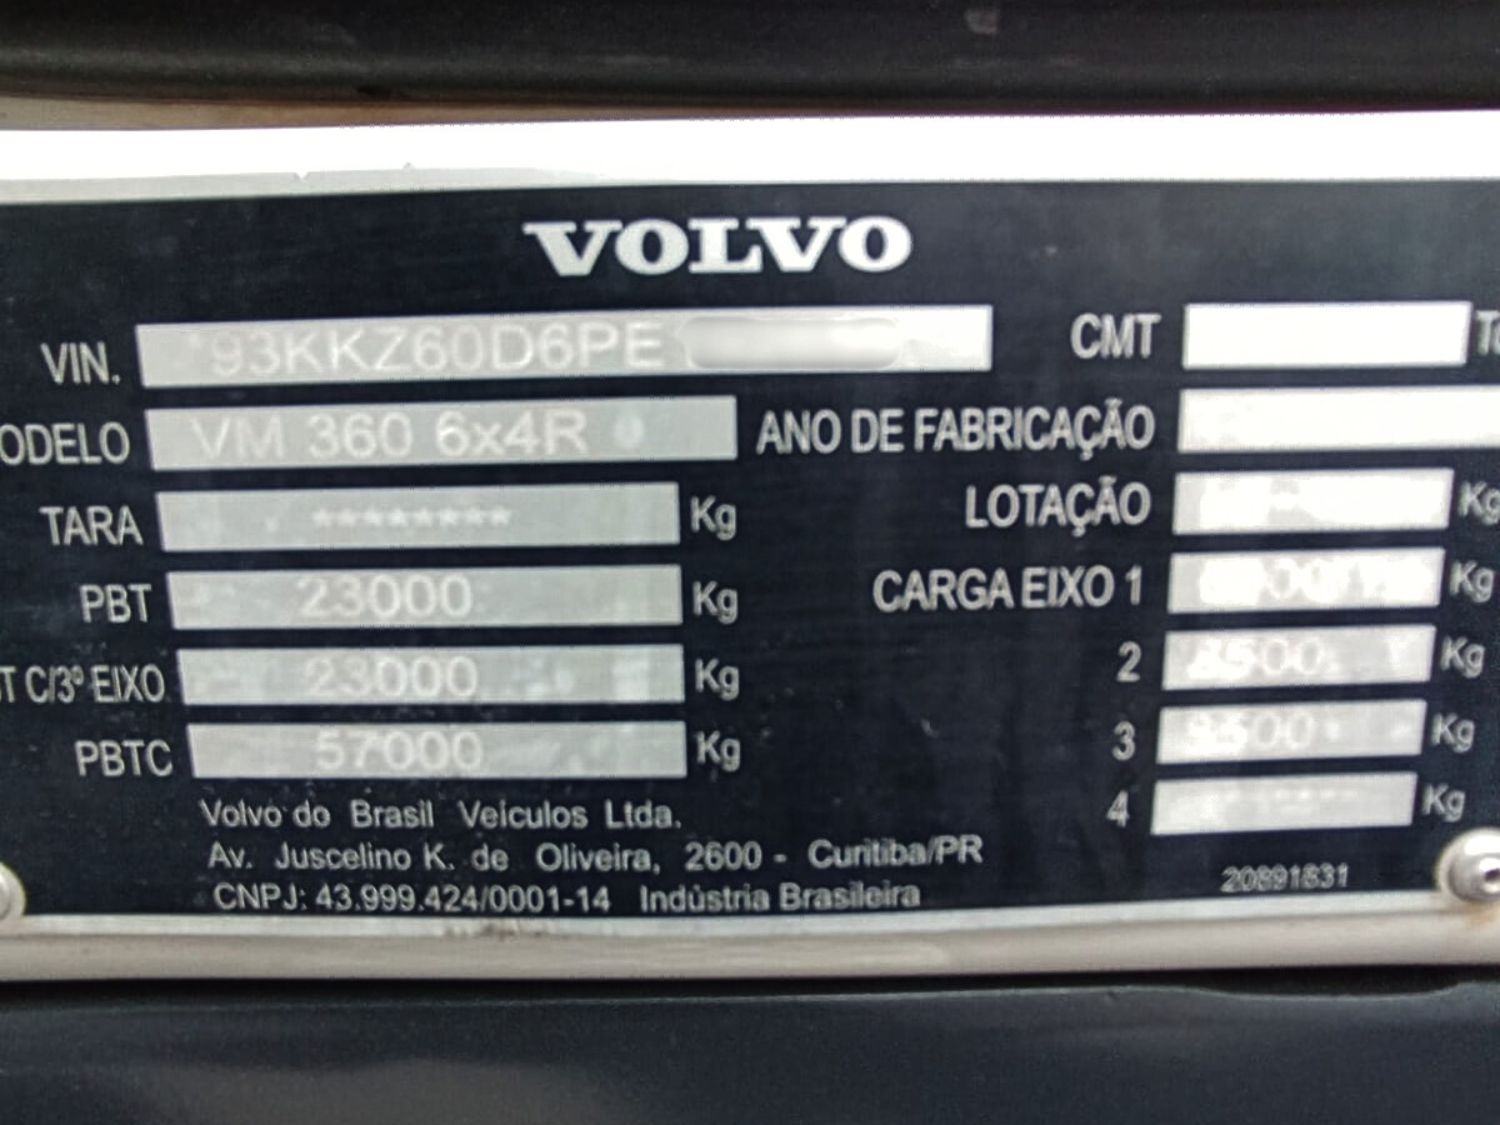 VOLVO
VIN. 93KKZ60D6PE CMT
ODELO VM 360 6x4R ANO DE FABRICAÇÃO
TARA ******** Kg LOTAÇÃO Kg
PBT 23000 Kg CARGA EIXO 1 Kg
T C/3º EIXO 23000 Kg 2 Kg
PBTC 57000 Kg 3 Kg
4 Kg
Volvo do Brasil Veículos Ltda.
Av. Juscelino K. de Oliveira, 2600 - Curitiba/PR
CNPJ: 43.999.424/0001-14 Indústria Brasileira
20891831